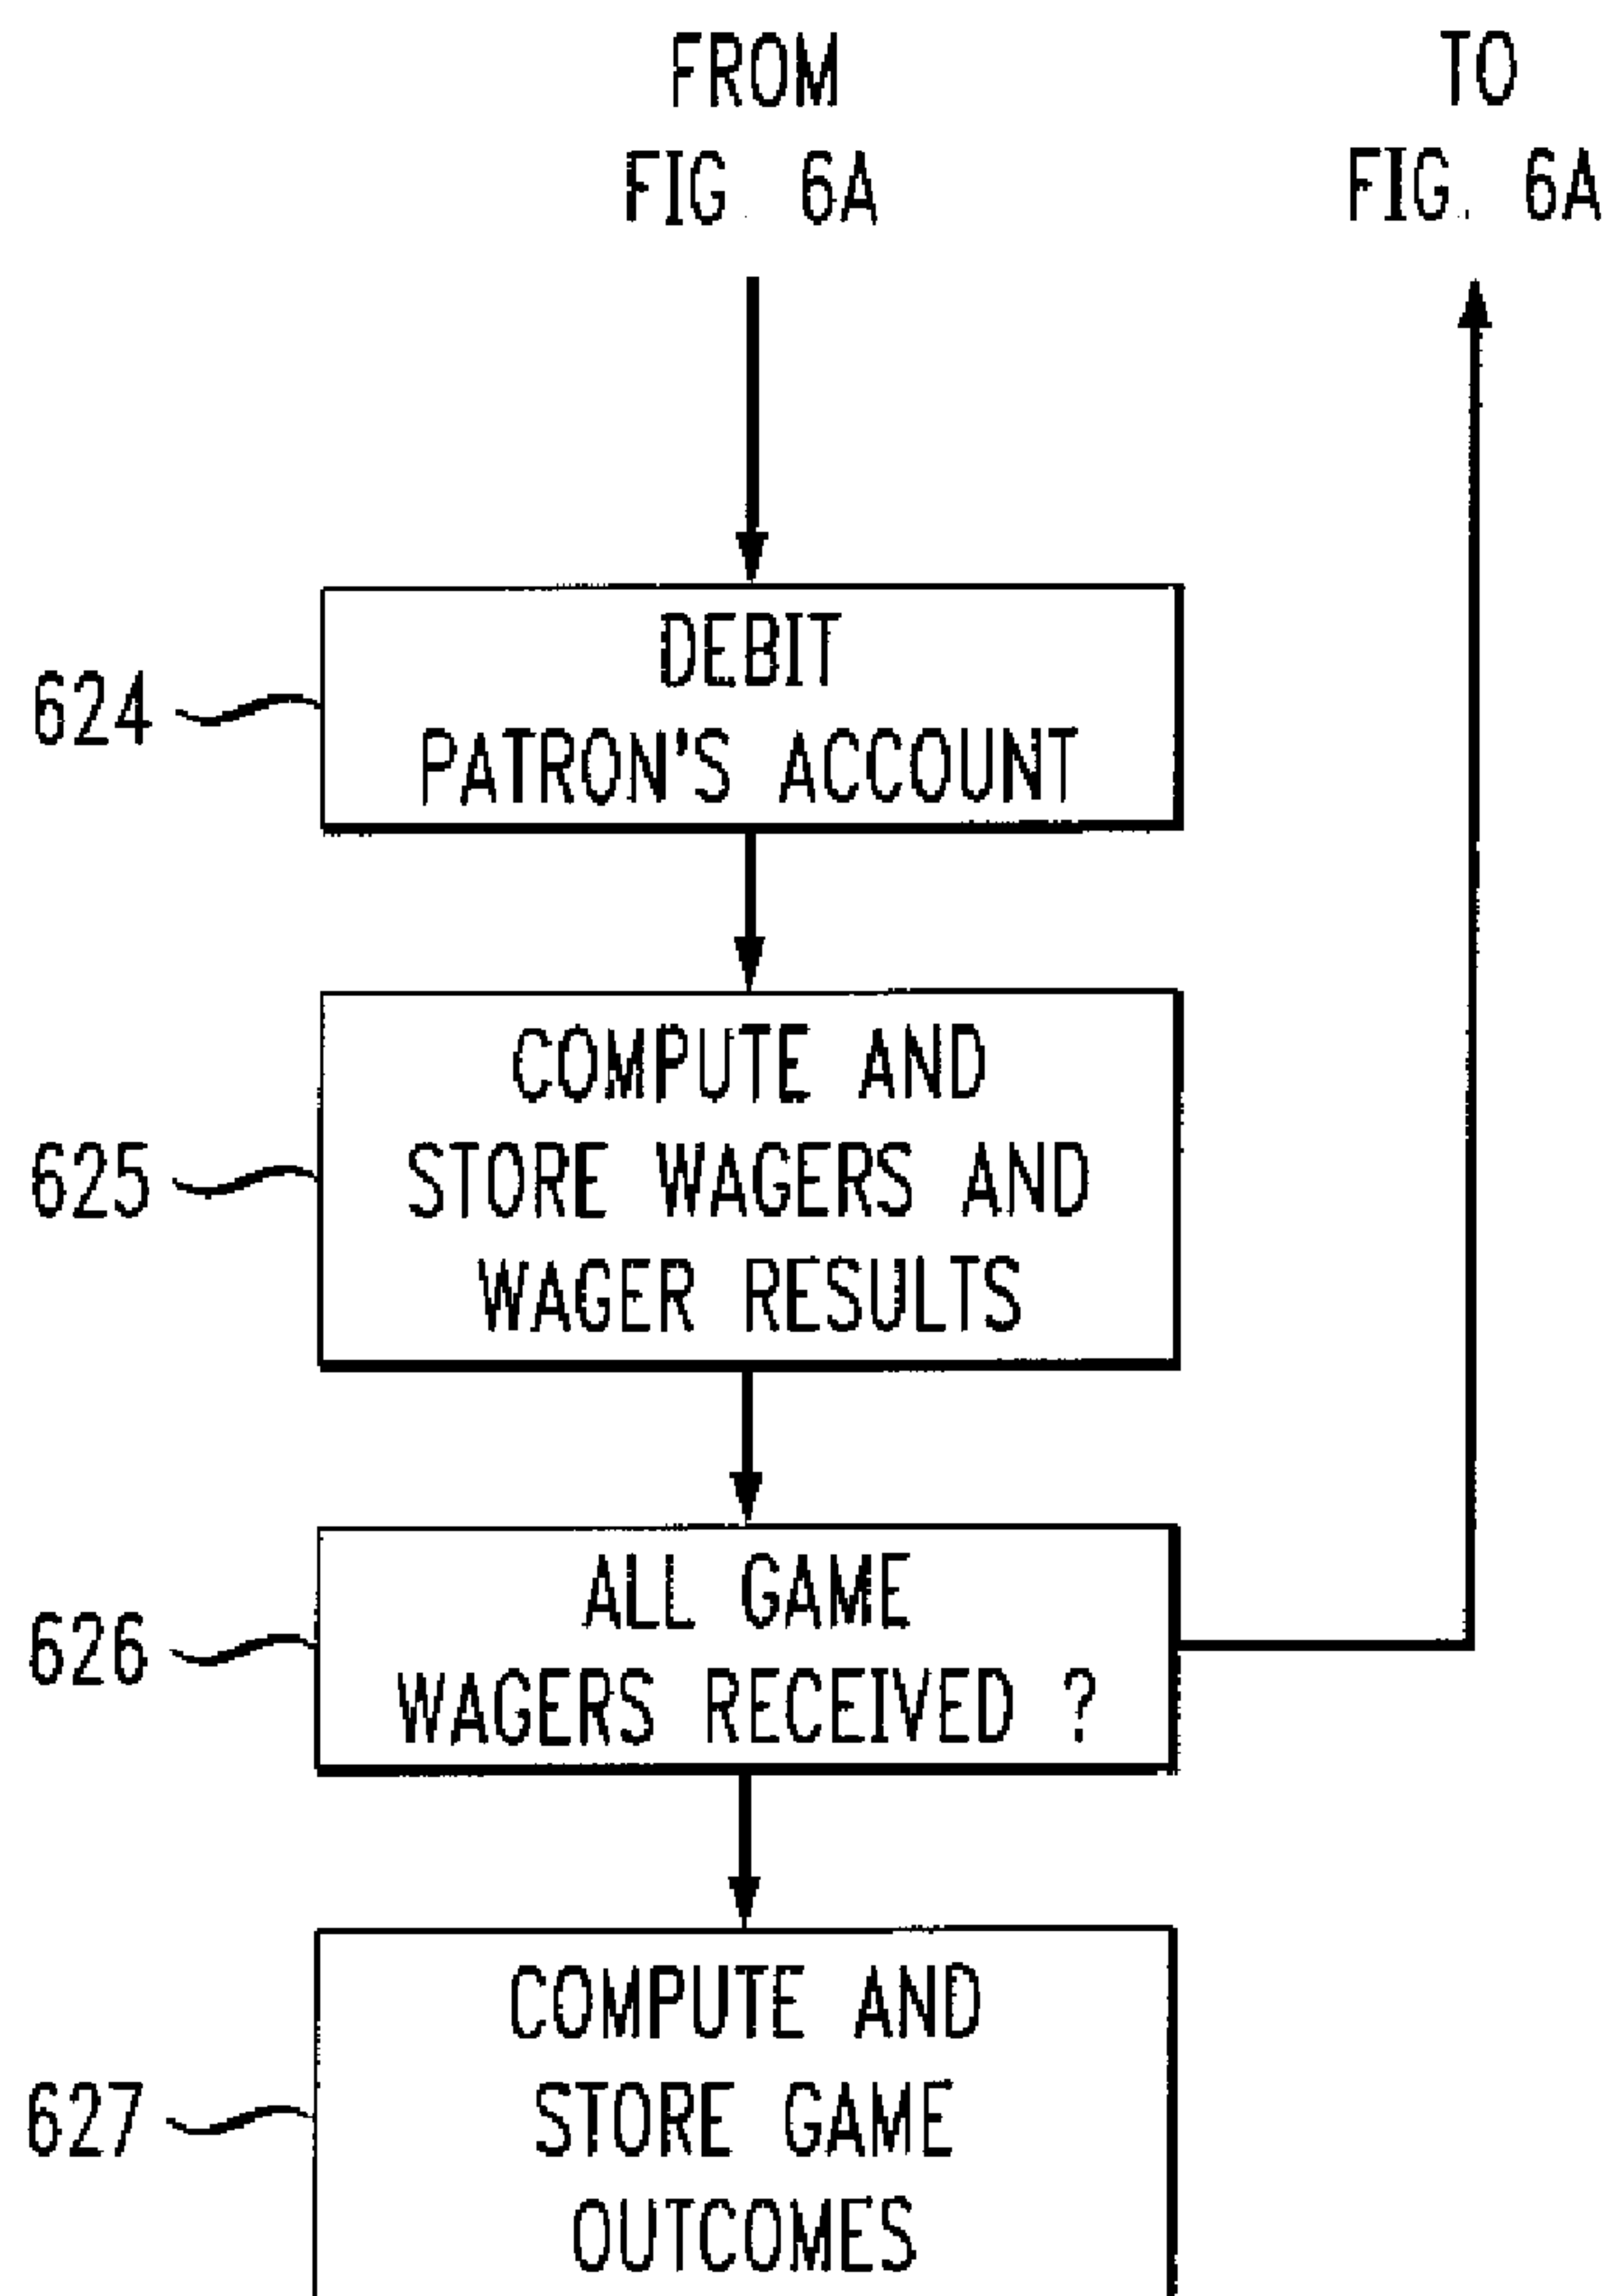 FROM
FIG. 6A
TO
FIG. 6A
624
DEBIT
PATRON'S ACCOUNT
625
COMPUTE AND
STORE WAGERS AND
WAGER RESULTS
626
ALL GAME
WAGERS RECEIVED ?
627
COMPUTE AND
STORE GAME
OUTCOMES